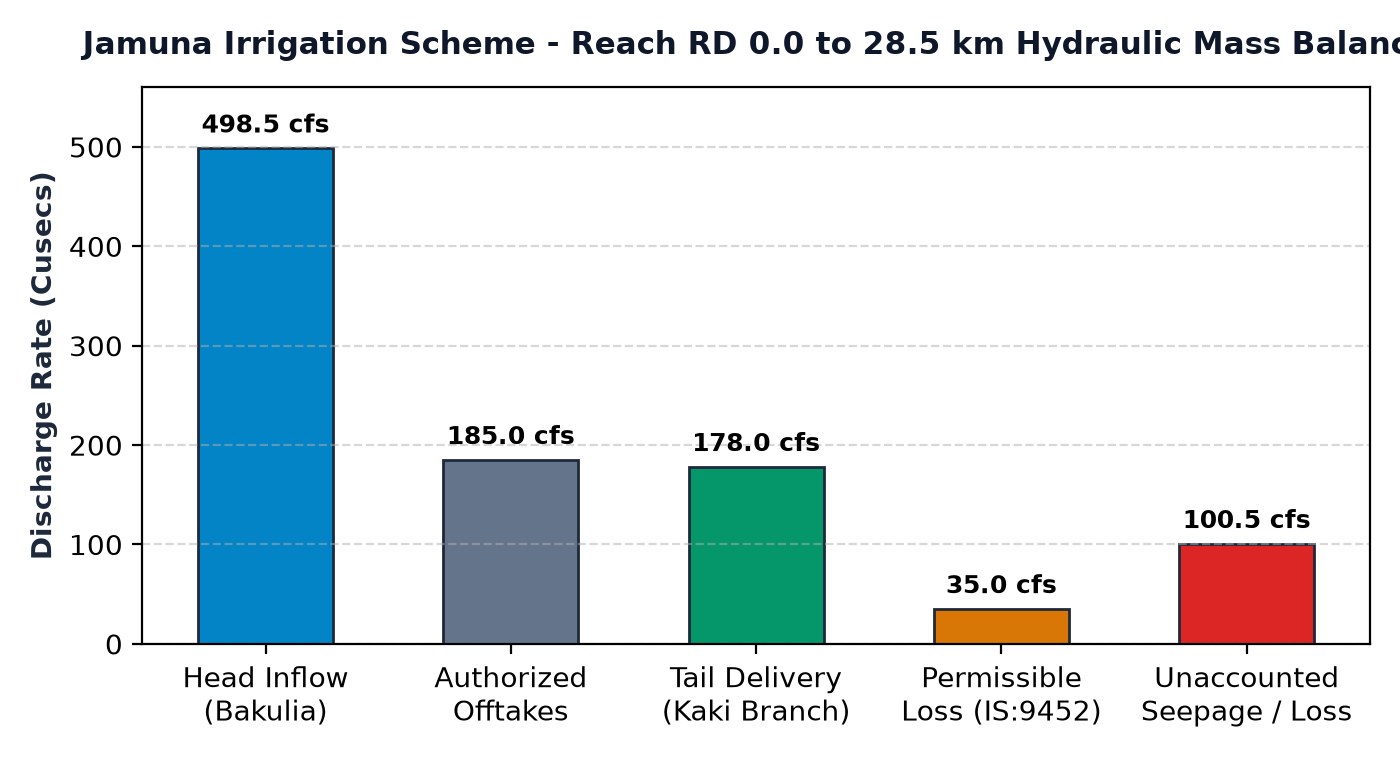 Jamuna Irrigation Scheme - Reach RD 0.0 to 28.5 km Hydraulic Mass Balanc
Discharge Rate (Cusecs)
500
400
300
200
100
0
498.5 cfs
185.0 cfs
178.0 cfs
35.0 cfs
100.5 cfs
Head Inflow
(Bakulia)
Authorized
Offtakes
Tail Delivery
(Kaki Branch)
Permissible
Loss (IS:9452)
Unaccounted
Seepage / Loss